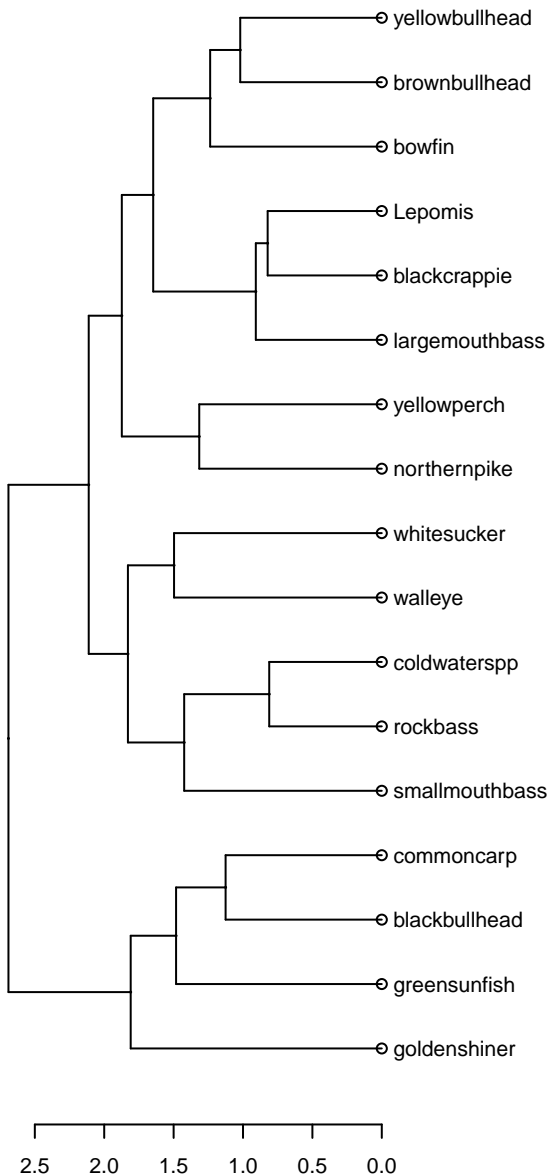 yellowbullhead
brownbullhead
bowfin
Lepomis
blackcrappie
largemouthbass
yellowperch
northernpike
whitesucker
walleye
coldwaterspp
rockbass
smallmouthbass
commoncarp
blackbullhead
greensunfish
goldenshiner
2.5 2.0 1.5 1.0 0.5 0.0